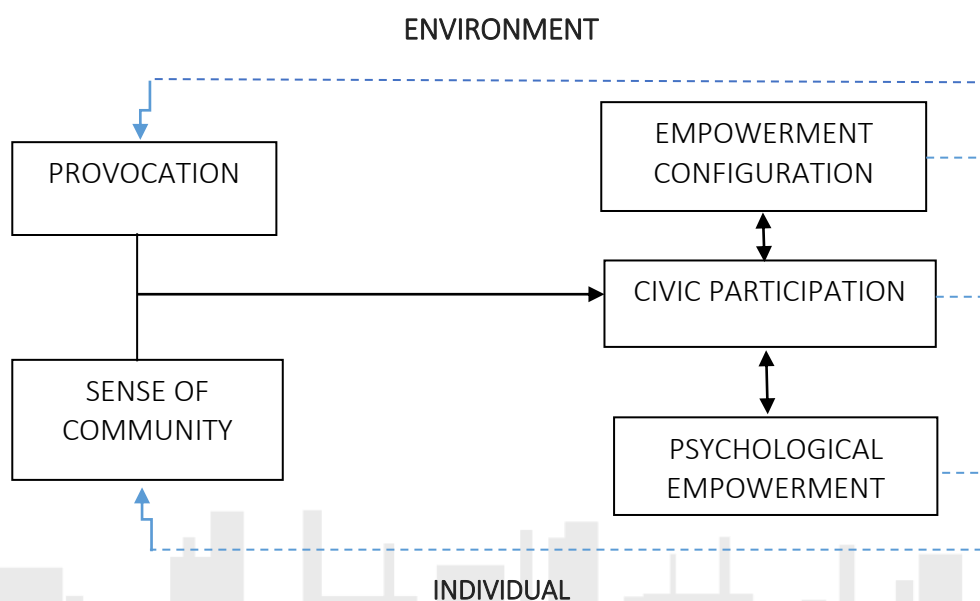 ENVIRONMENT
PROVOCATION
EMPOWERMENT
CONFIGURATION
CIVIC PARTICIPATION
SENSE OF
COMMUNITY
PSYCHOLOGICAL
EMPOWERMENT
INDIVIDUAL